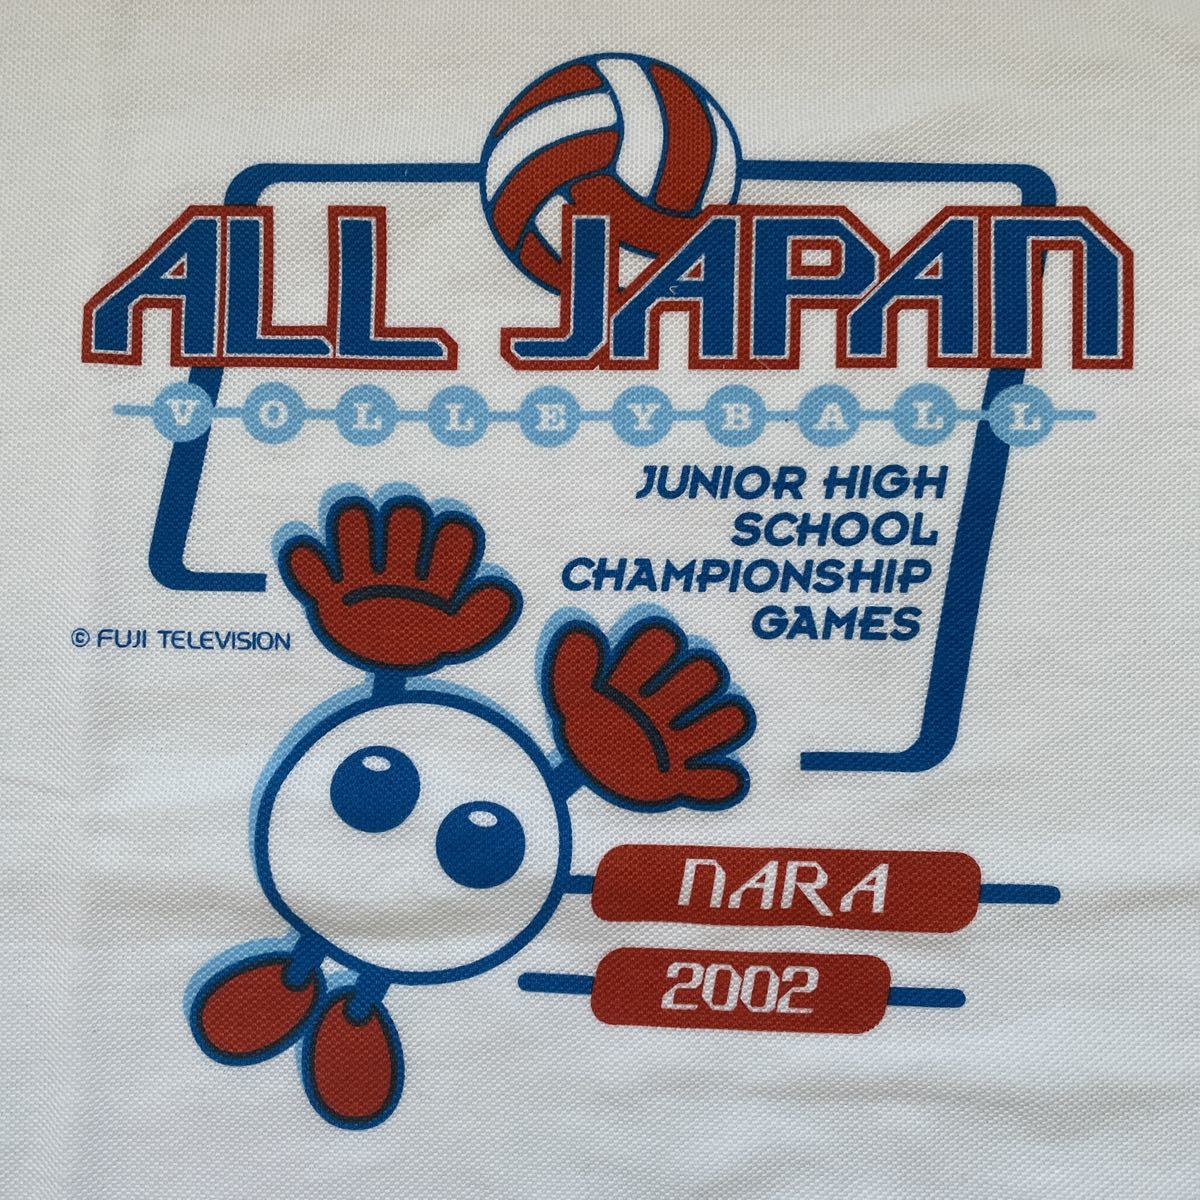 ALL JAPAN
VOLLEYBALL
JUNIOR HIGH
SCHOOL
CHAMPIONSHIP
GAMES
© FUJI TELEVISION
NARA
2002